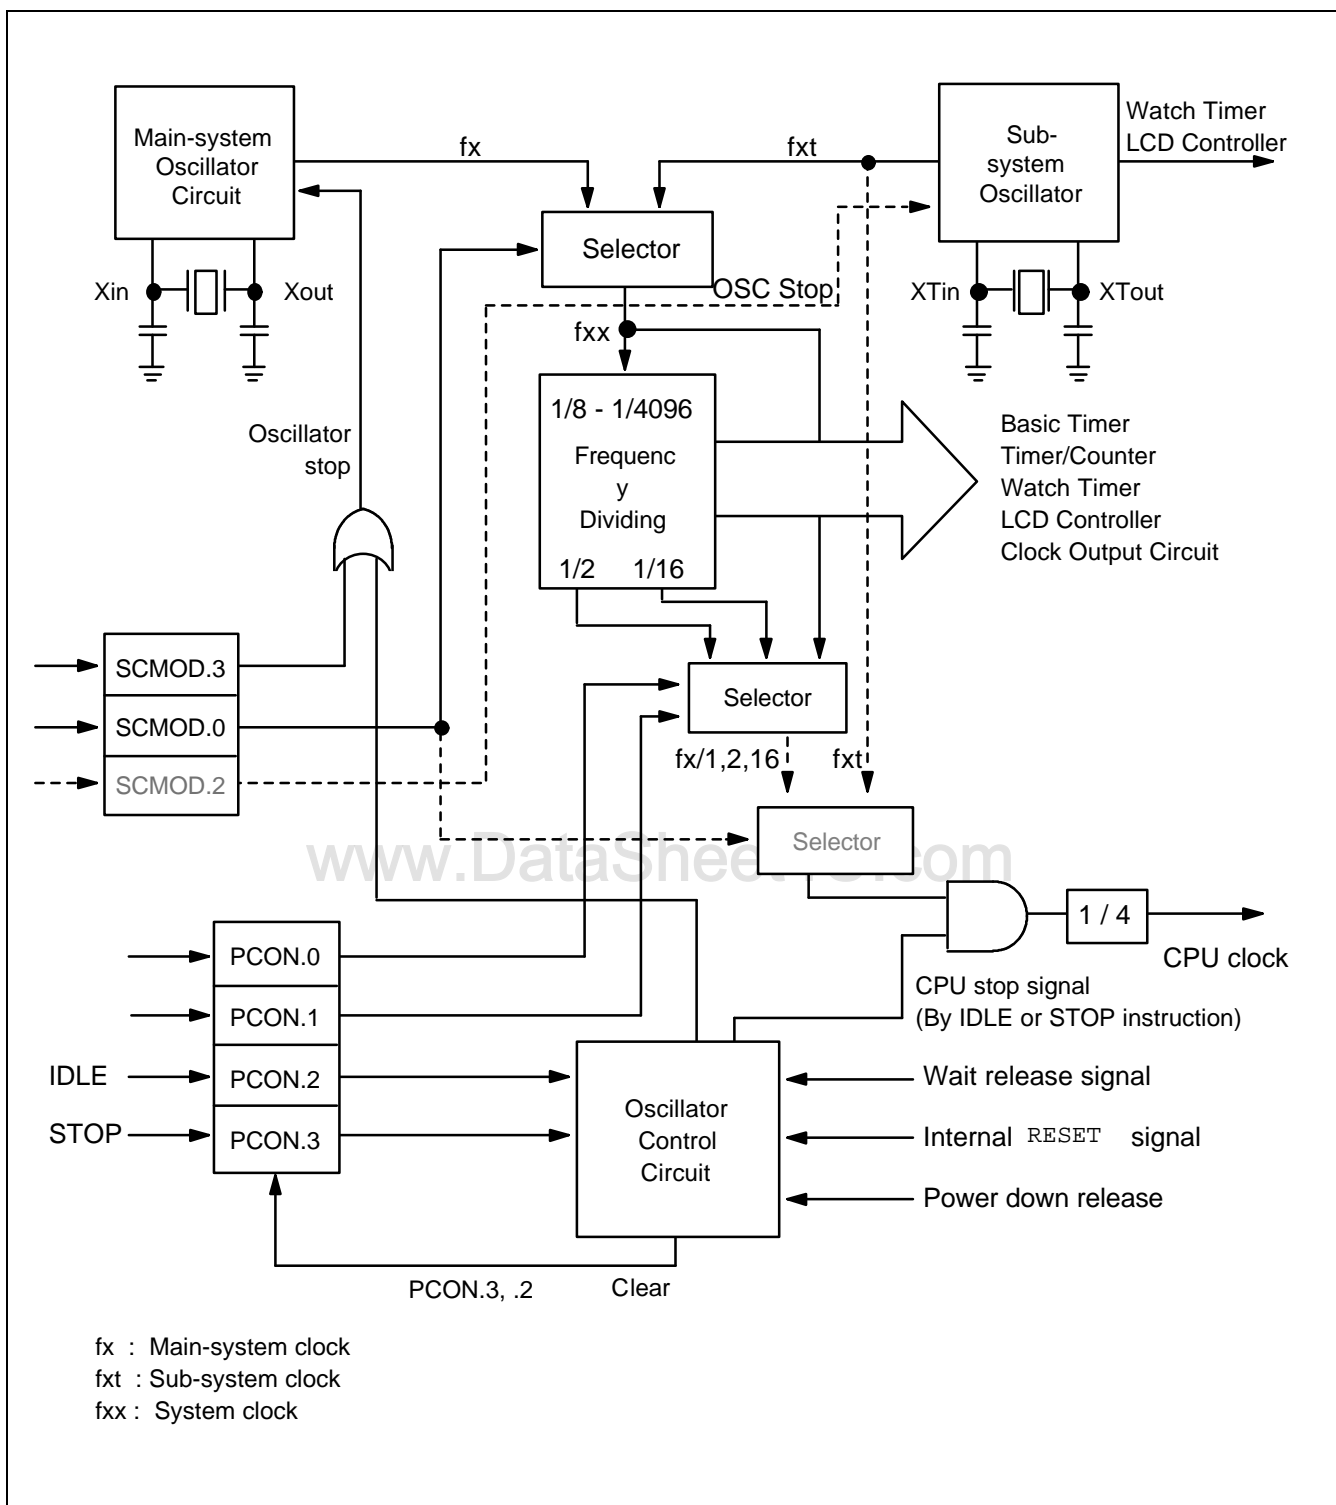 Main-system
Oscillator
Circuit
fx
fxt
Sub-
system
Oscillator
Watch Timer
LCD Controller
Selector
Xin
Xout
OSC Stop
XTin
XTout
fxx
1/8 - 1/4096
Frequenc
y
Dividing
1/2 1/16
Oscillator
stop
Basic Timer
Timer/Counter
Watch Timer
LCD Controller
Clock Output Circuit
SCMOD.3
SCMOD.0
SCMOD.2
Selector
fx/1,2,16
fxt
Selector
1 / 4
CPU clock
CPU stop signal
(By IDLE or STOP instruction)
PCON.0
PCON.1
IDLE
PCON.2
STOP
PCON.3
Oscillator
Control
Circuit
Wait release signal
Internal RESET signal
Power down release
PCON.3, .2 Clear
fx : Main-system clock
fxt : Sub-system clock
fxx : System clock